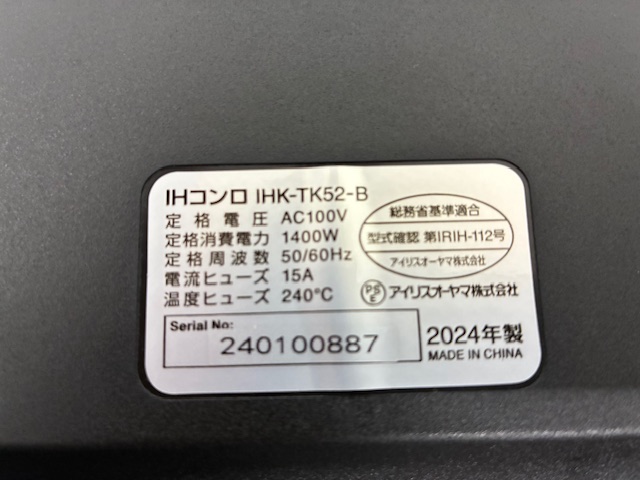 IHコンロ IHK-TK52-B
定格電圧 AC100V
定格消費電力 1400W
定格周波数 50/60Hz
電流ヒューズ 15A
温度ヒューズ 240℃
総務省基準適合
型式確認 第IRIH-112号
アイリスオーヤマ株式会社
PSE アイリスオーヤマ株式会社
Serial No:
240100887
2024年製
MADE IN CHINA